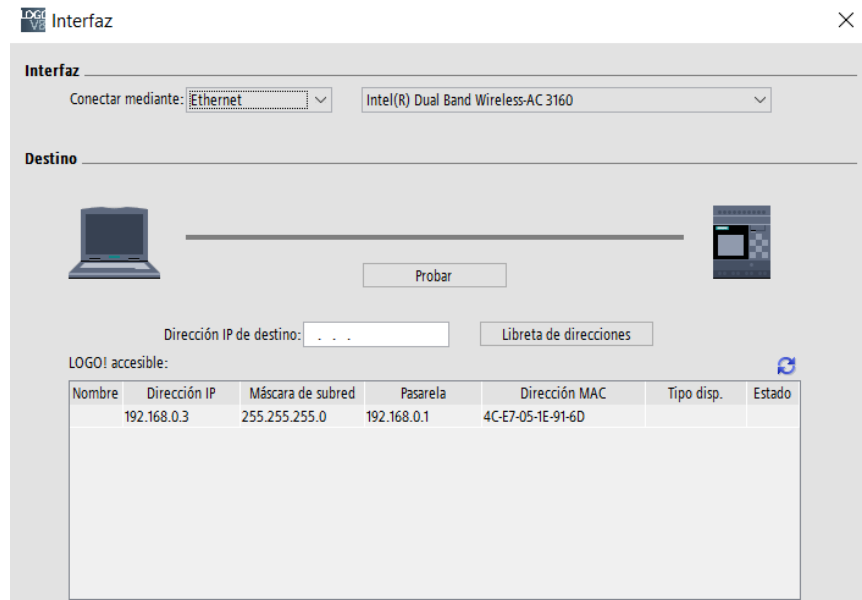 LOGO! V8 Interfaz
Interfaz
Conectar mediante: Ethernet Intel(R) Dual Band Wireless-AC 3160
Destino
Probar
Dirección IP de destino: . . . Libreta de direcciones
LOGO! accesible:
Nombre Dirección IP Máscara de subred Pasarela Dirección MAC Tipo disp. Estado
192.168.0.3 255.255.255.0 192.168.0.1 4C-E7-05-1E-91-6D